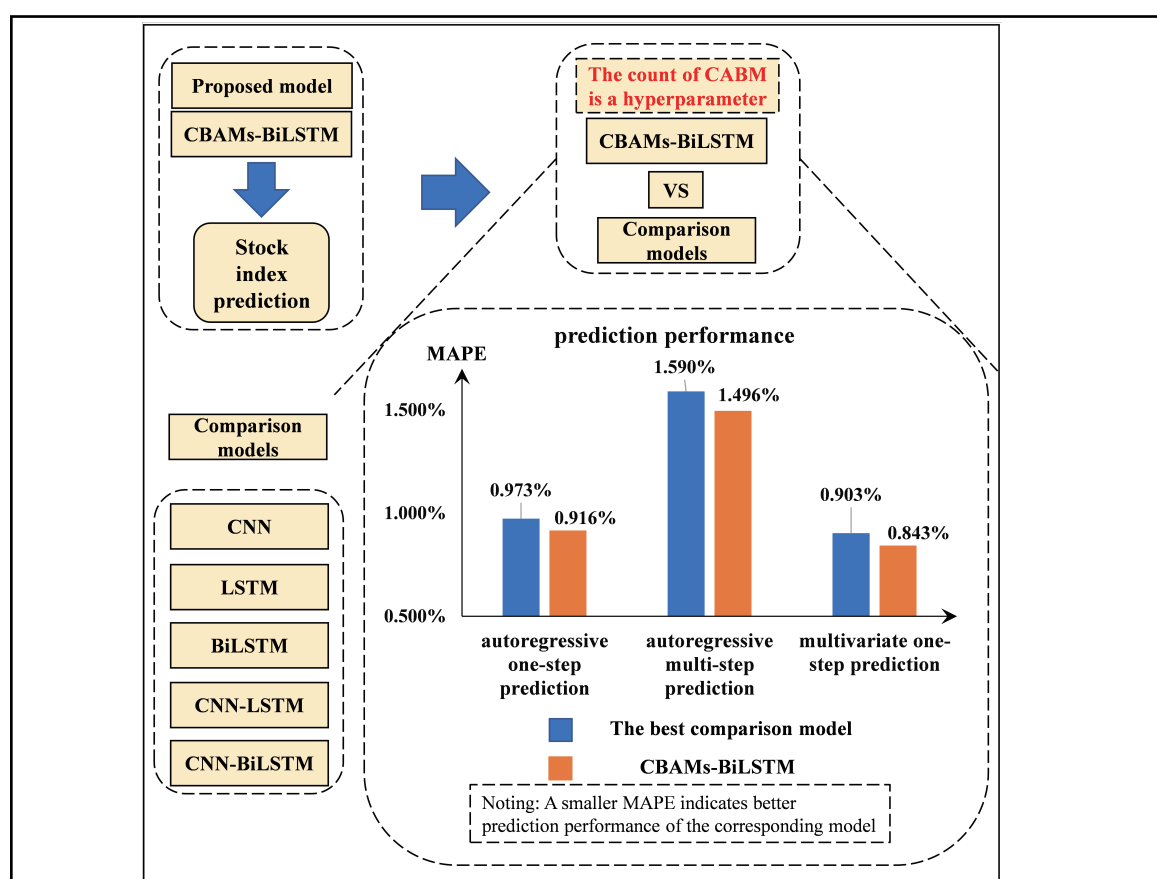 Proposed model
CBAMs-BiLSTM
Stock
index
prediction
The count of CABM
is a hyperparameter
CBAMs-BiLSTM
VS
Comparison
models
Comparison
models
CNN
LSTM
BiLSTM
CNN-LSTM
CNN-BiLSTM
prediction performance
MAPE
1.500%
1.000%
0.500%
0.973%
0.916%
1.590%
1.496%
0.903%
0.843%
autoregressive
one-step
prediction
autoregressive
multi-step
prediction
multivariate one-
step prediction
The best comparison model
CBAMs-BiLSTM
Noting: A smaller MAPE indicates better
prediction performance of the corresponding model